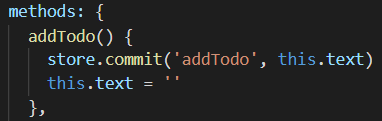 methods: {
  addTodo() {
    store.commit('addTodo', this.text)
    this.text = ''
  },